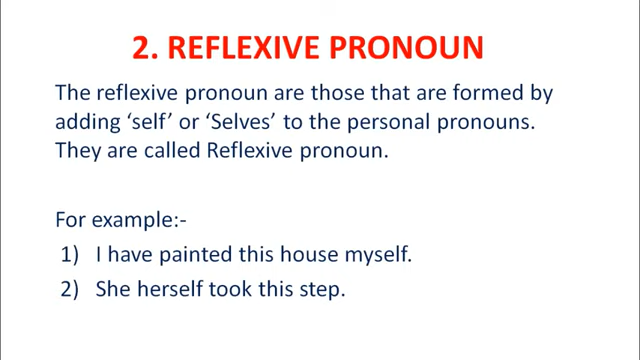 2. REFLEXIVE PRONOUN
The reflexive pronoun are those that are formed by
adding ‘self’ or ‘Selves’ to the personal pronouns.
They are called Reflexive pronoun.
For example:-
1) I have painted this house myself.
2) She herself took this step.